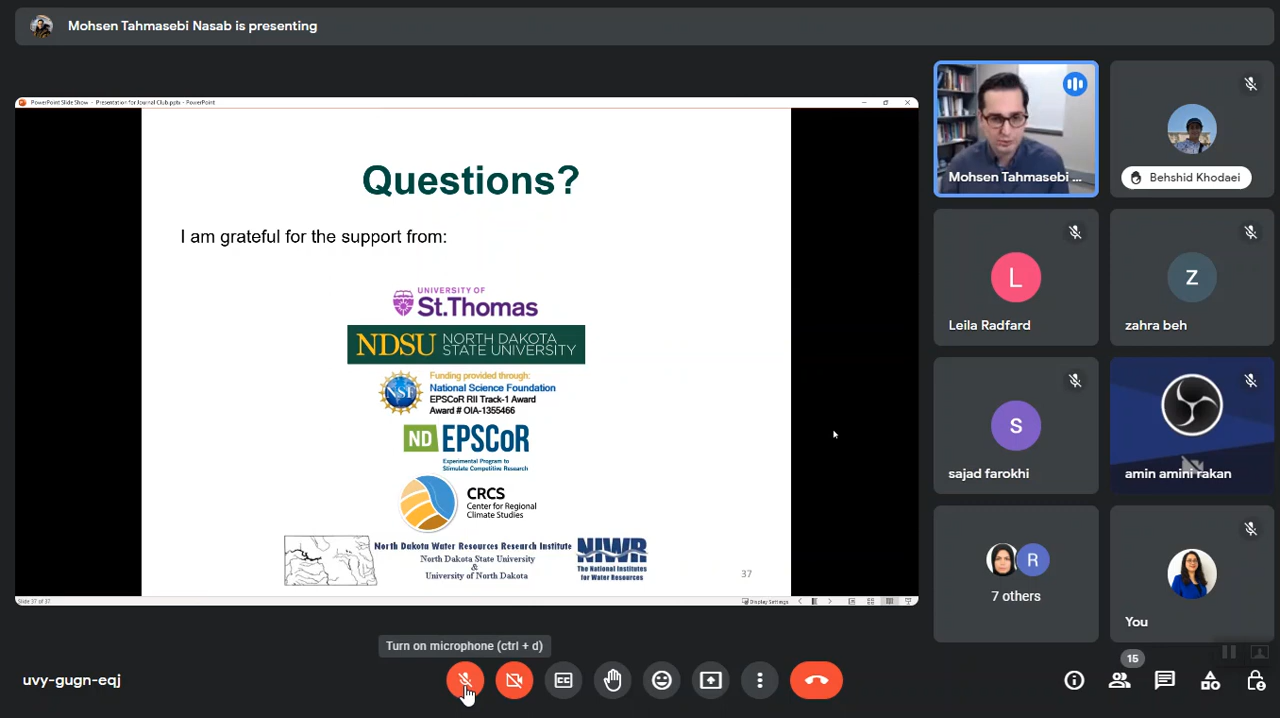 Mohsen Tahmasebi Nasab is presenting
PowerPoint Slide Show - Presentation for Journal Club.pptx - PowerPoint
Questions?
I am grateful for the support from:
UNIVERSITY OF
St.Thomas
NDSU NORTH DAKOTA
STATE UNIVERSITY
NSF
Funding provided through:
National Science Foundation
EPSCoR RII Track-1 Award
Award # OIA-1355466
ND EPSCoR
Experimental Program to
Stimulate Competitive Research
CRCS
Center for Regional
Climate Studies
North Dakota Water Resources Research Institute
North Dakota State University
&
University of North Dakota
NIWR
The National Institutes
for Water Resources
37
Slide 37 of 37
Display Settings
Mohsen Tahmasebi ...
Behshid Khodaei
L
Leila Radfard
z
zahra beh
s
sajad farokhi
amin amini rakan
R
7 others
You
Turn on microphone (ctrl + d)
uvy-gugn-eqj
CC
15